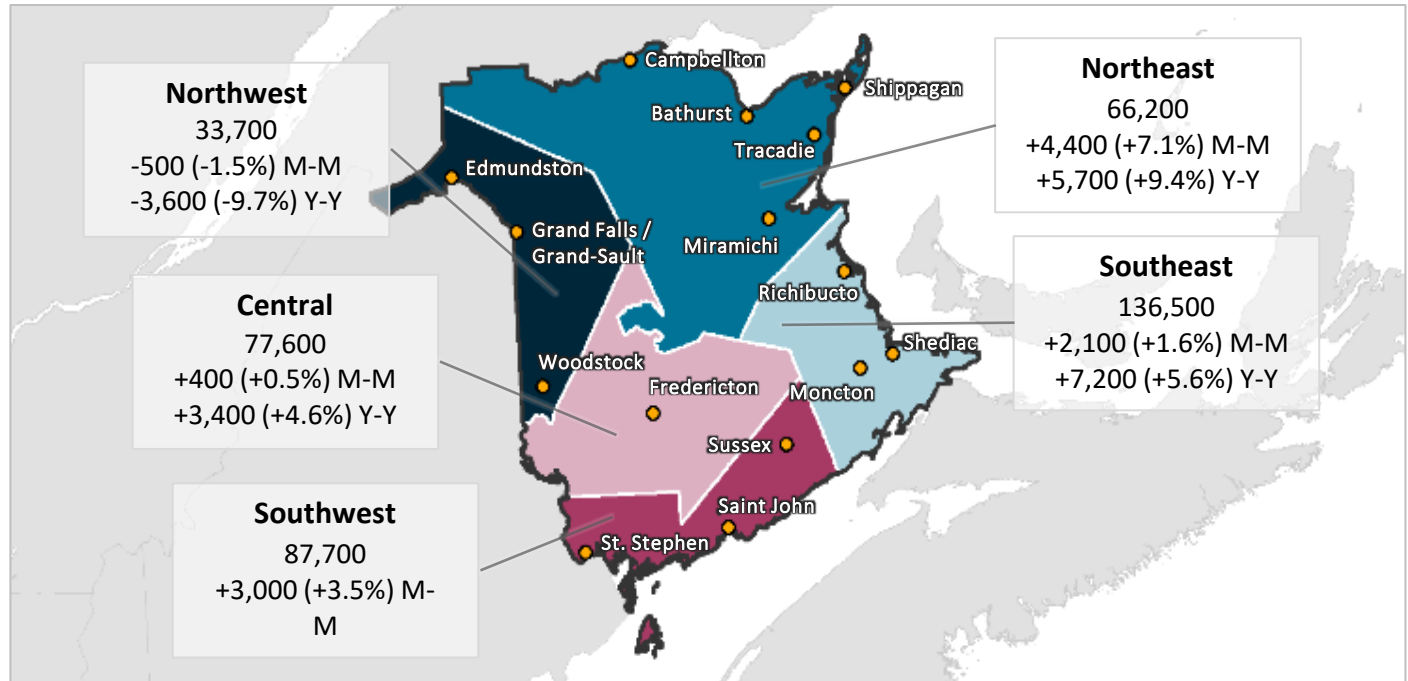 Northwest
33,700
-500 (-1.5%) M-M
-3,600 (-9.7%) Y-Y
Central
77,600
+400 (+0.5%) M-M
+3,400 (+4.6%) Y-Y
Southwest
87,700
+3,000 (+3.5%) M-
M
Northeast
66,200
+4,400 (+7.1%) M-M
+5,700 (+9.4%) Y-Y
Southeast
136,500
+2,100 (+1.6%) M-M
+7,200 (+5.6%) Y-Y
Campbellton
Shippagan
Bathurst
Tracadie
Edmundston
Miramichi
Grand Falls /
Grand-Sault
Richibucto
Shediac
Woodstock
Fredericton
Moncton
Sussex
Saint John
St. Stephen